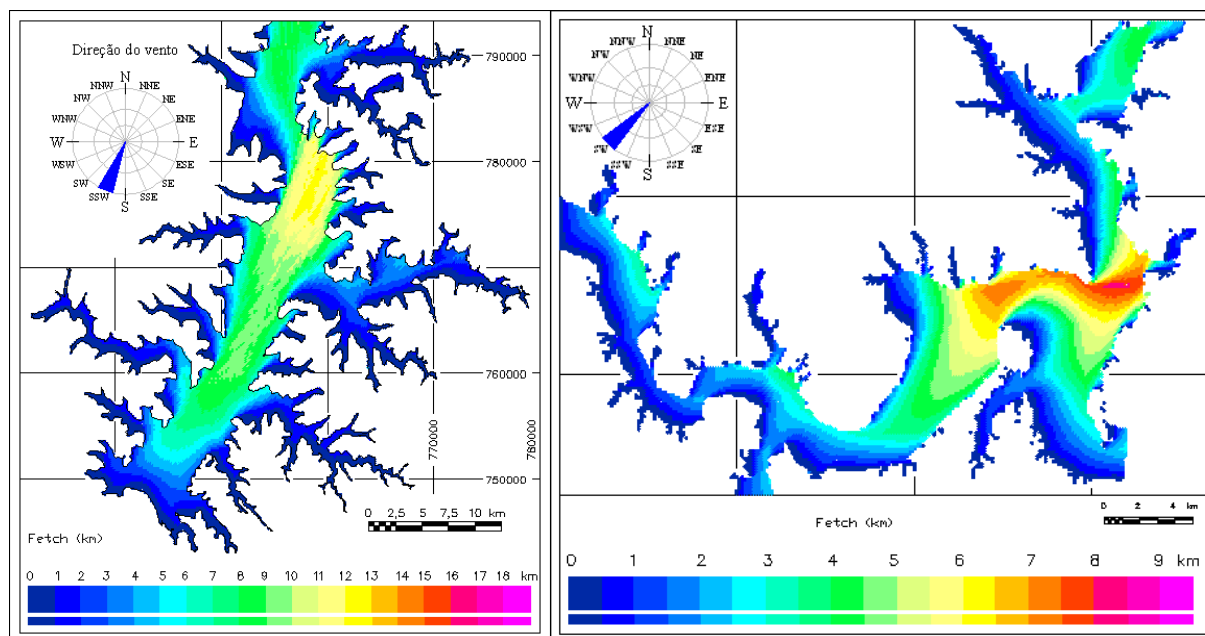 Direção do vento
N
NNW
NNE
NW
NE
WNW
ENE
W
E
WSW
ESE
SW
SE
SSW
SSE
S
790000
780000
770000
760000
760000
750000
0 2,5 5 7,5 10 km
Fetch (km)
0 1 2 3 4 5 6 7 8 9 10 11 12 13 14 15 16 17 18 km
N
NNW
NNE
NW
NE
WNW
ENE
W
E
WSW
ESE
SW
SE
SSW
SSE
S
0 2 4 km
Fetch (km)
0 1 2 3 4 5 6 7 8 9 km